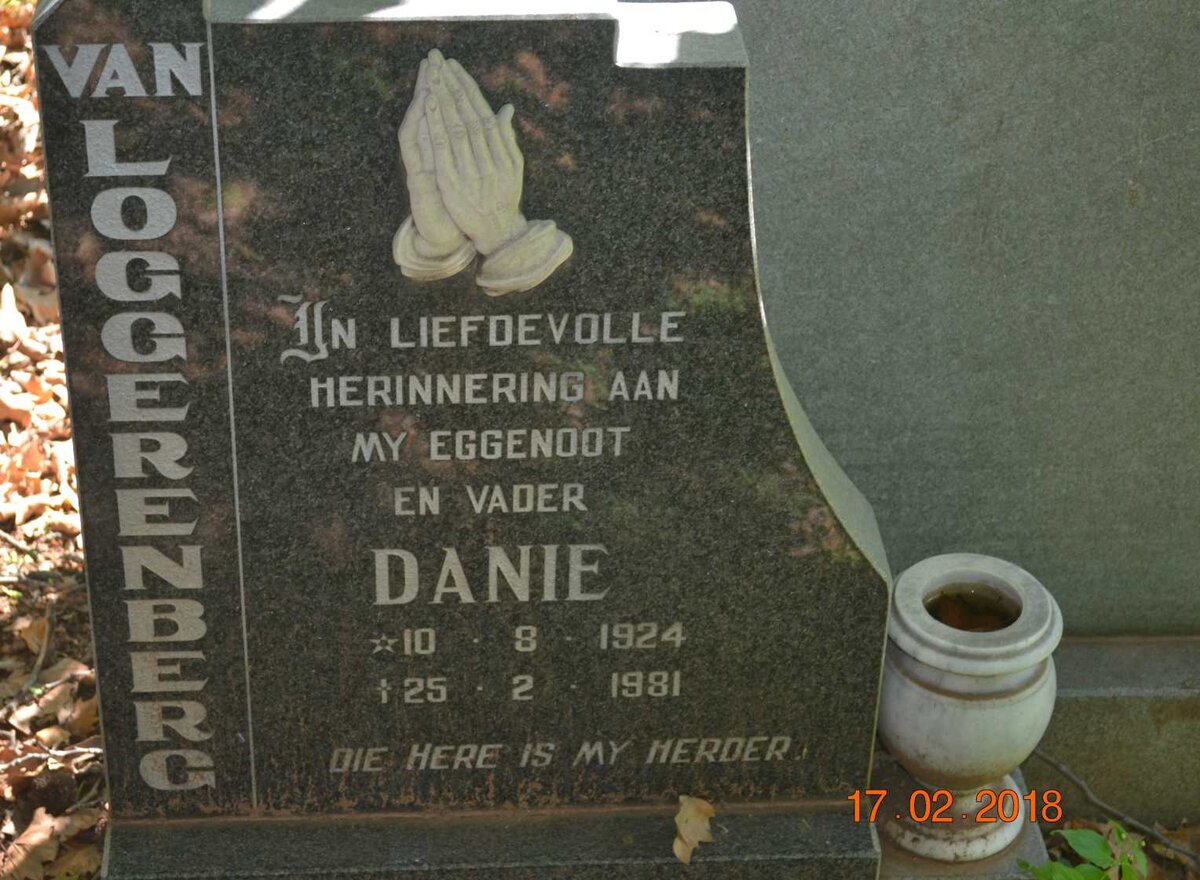 VAN
LOGGERENBERG
IN LIEFDEVOLLE
HERINNERING AAN
MY EGGENOOT
EN VADER
DANIE
☆10 · 8 · 1924
†25 · 2 · 1981
DIE HERE IS MY HERDER.
17.02.2018